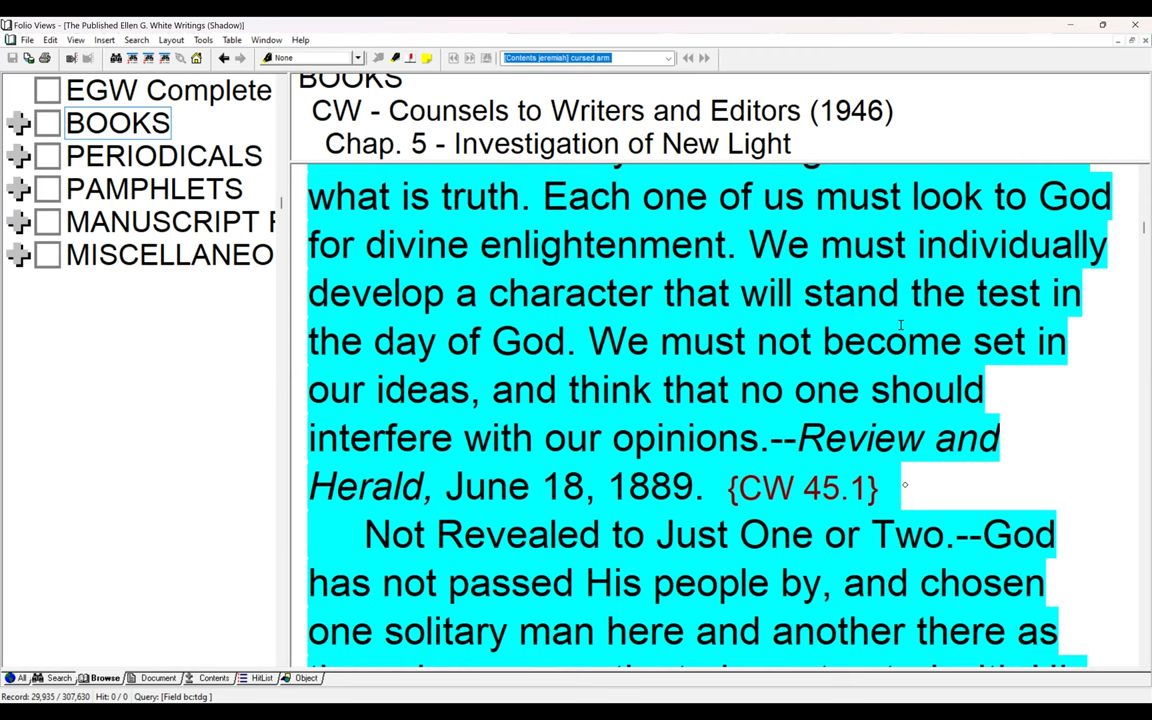 Folio Views - [The Published Ellen G. White Writings (Shadow)]
File Edit View Insert Search Layout Tools Table Window Help
None
[Contents jeremiah] cursed arm
EGW Complete
BOOKS
PERIODICALS
PAMPHLETS
MANUSCRIPT
MISCELLANEO
BOOKS
CW - Counsels to Writers and Editors (1946)
Chap. 5 - Investigation of New Light
what is truth. Each one of us must look to God
for divine enlightenment. We must individually
develop a character that will stand the test in
the day of God. We must not become set in
our ideas, and think that no one should
interfere with our opinions.--Review and
Herald, June 18, 1889. {CW 45.1}
Not Revealed to Just One or Two.--God
has not passed His people by, and chosen
one solitary man here and another there as
All Search Browse Document Contents HitList Object
Record: 29,935 / 307,630 Hit: 0 / 0 Query: [Field bc:tdg ]